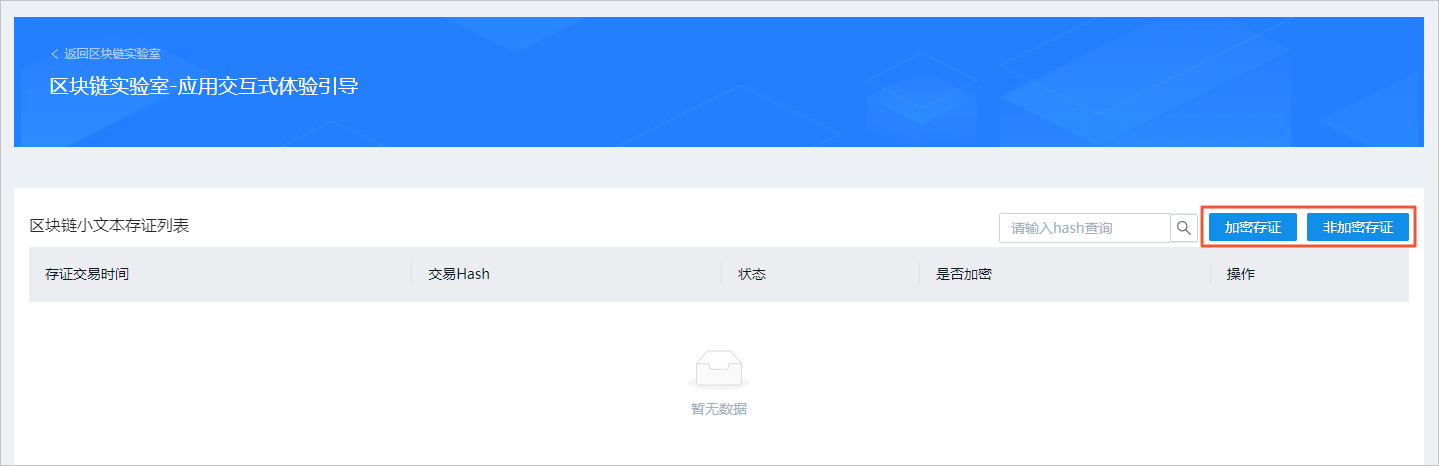 返回区块链实验室
区块链实验室-应用交互式体验引导
区块链小文本存证列表
请输入hash查询
加密存证
非加密存证
存证交易时间
交易Hash
状态
是否加密
操作
暂无数据